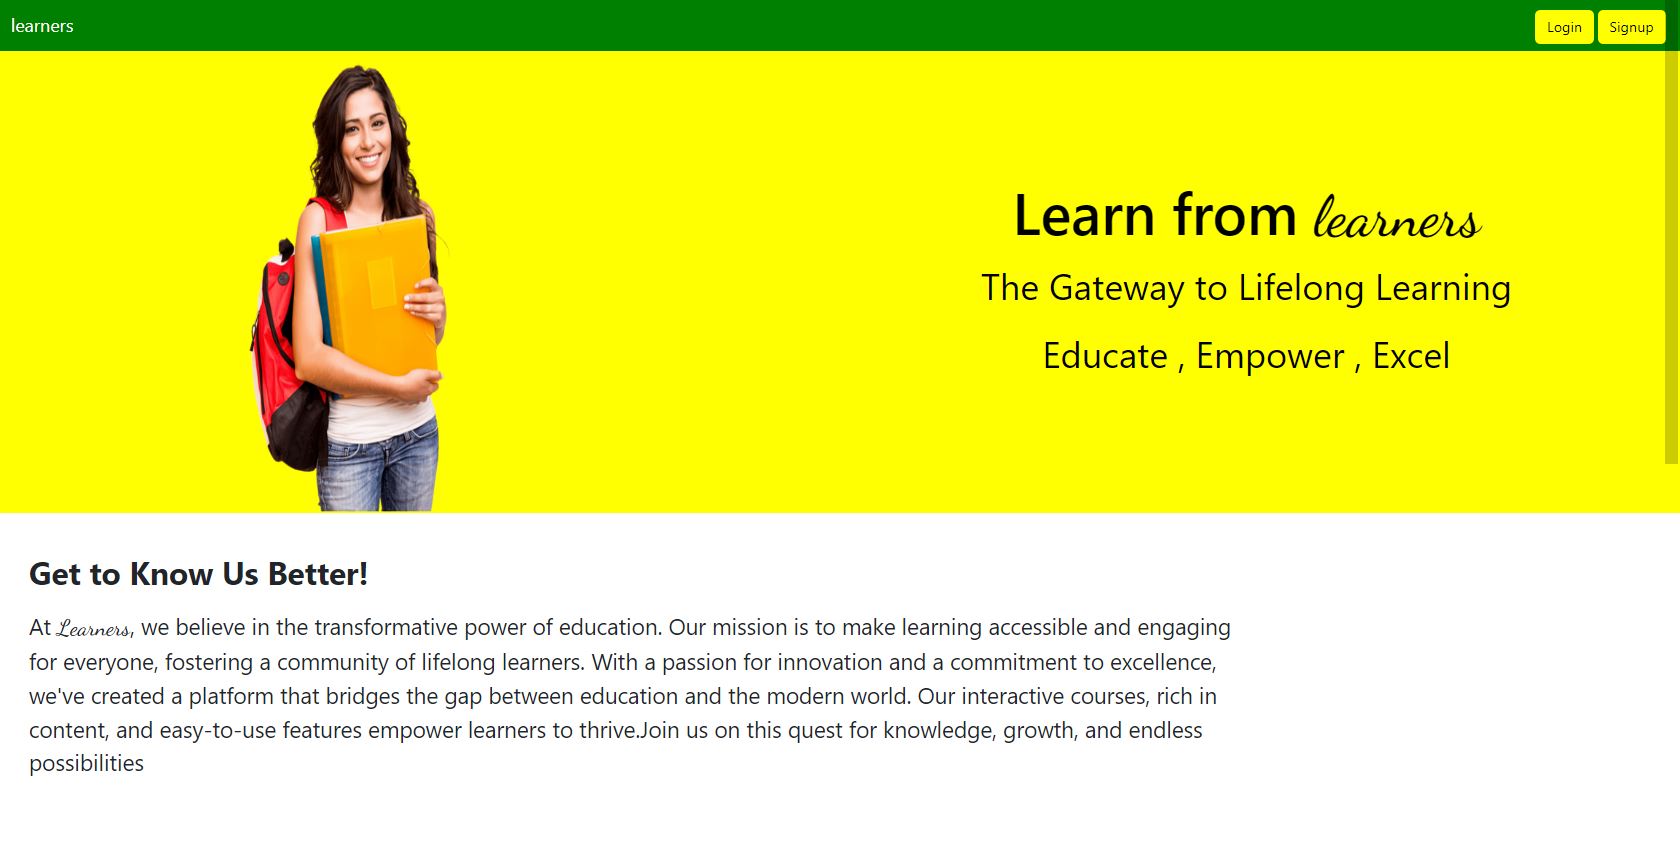 learners
Login Signup
Learn from learners
The Gateway to Lifelong Learning
Educate , Empower , Excel
Get to Know Us Better!
At Learners, we believe in the transformative power of education. Our mission is to make learning accessible and engaging
for everyone, fostering a community of lifelong learners. With a passion for innovation and a commitment to excellence,
we've created a platform that bridges the gap between education and the modern world. Our interactive courses, rich in
content, and easy-to-use features empower learners to thrive.Join us on this quest for knowledge, growth, and endless
possibilities